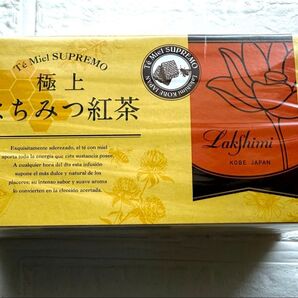 Té Miel SUPREMO
極上
はちみつ紅茶
Exquisitamente aderezado, el té con miel
aporta toda la energía que esta sustancia posee.
A cualquier hora del día esta infusión
supone el más dulce y natural de los
placeres; su intenso sabor y suave aroma
lo convierten en la elección acertada.
Té Miel SUPREMO
Lakshimi KOBE JAPAN
Lakshimi
KOBE JAPAN